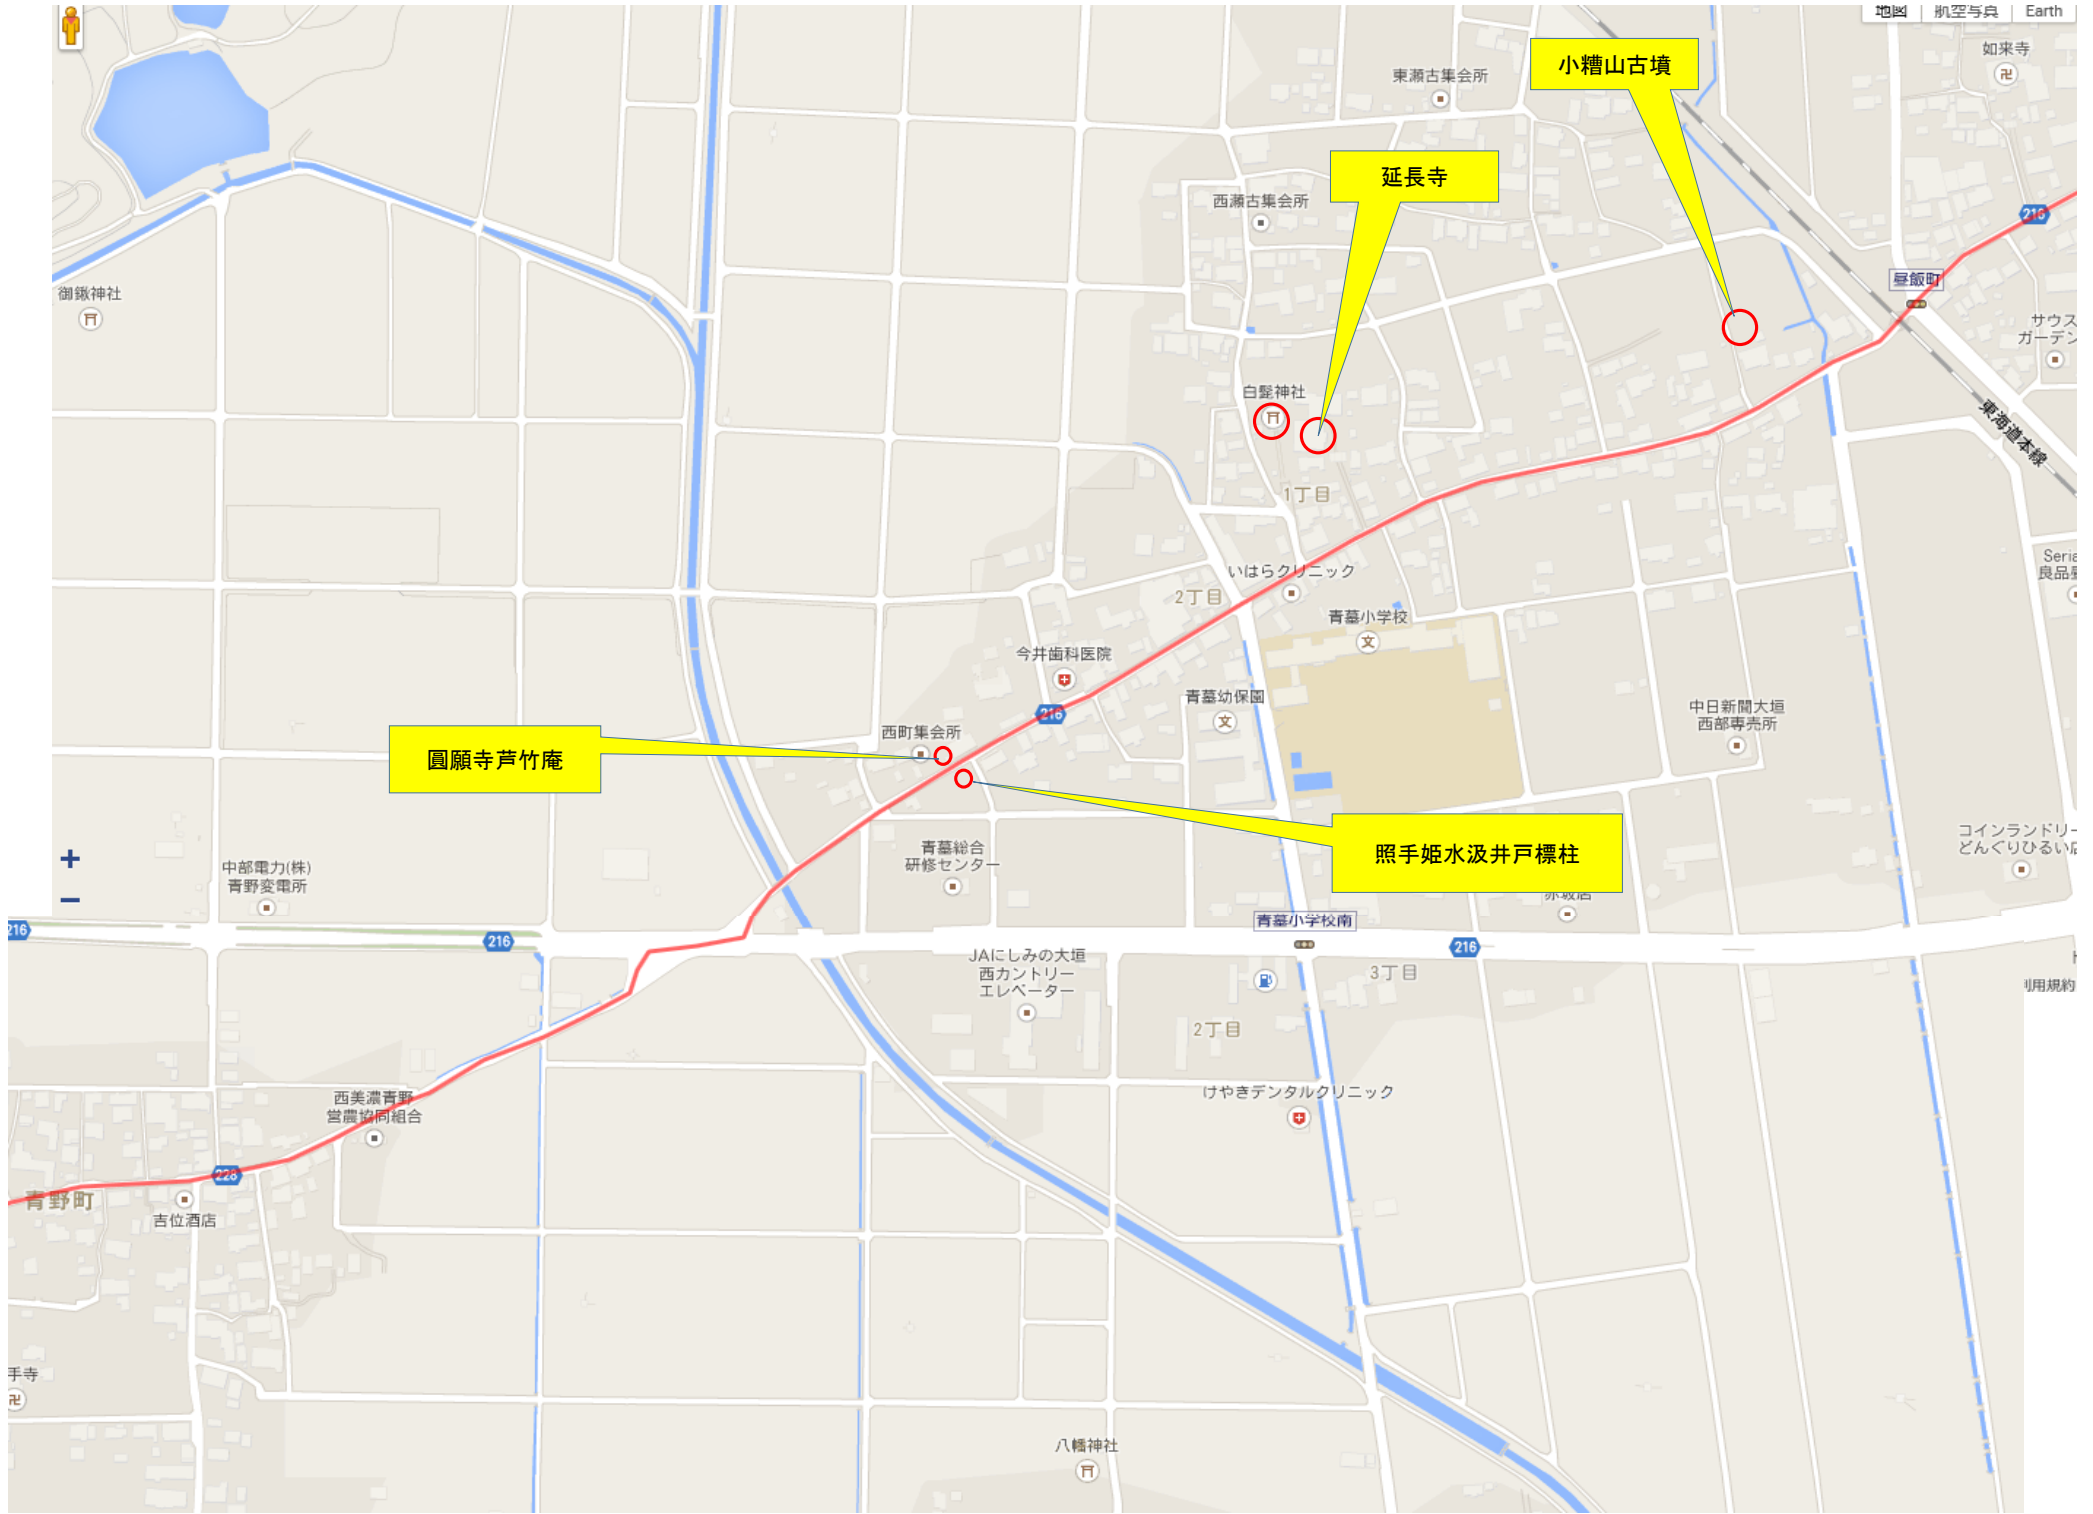 地図
航空写真
Earth
小糟山古墳
如来寺
東瀬古集会所
延長寺
西瀬古集会所
216
昼飯町
御鍬神社
サウス
ガーデン
白髭神社
東海道本線
1丁目
いはらクリニック
2丁目
青墓小学校
Seria
今井歯科医院
青墓幼保園
216
中日新聞大垣
西部専売所
西町集会所
圓願寺芦竹庵
照手姫水汲井戸標柱
青墓総合
研修センター
コインランドリー
どんぐりひるい店
+
−
中部電力(株)
青野変電所
赤坂店
青墓小学校南
216
216
216
JAにしみの大垣
西カントリー
エレベーター
3丁目
利用規約
2丁目
西美濃青野
営農協同組合
けやきデンタルクリニック
228
青野町
吉位酒店
手寺
八幡神社